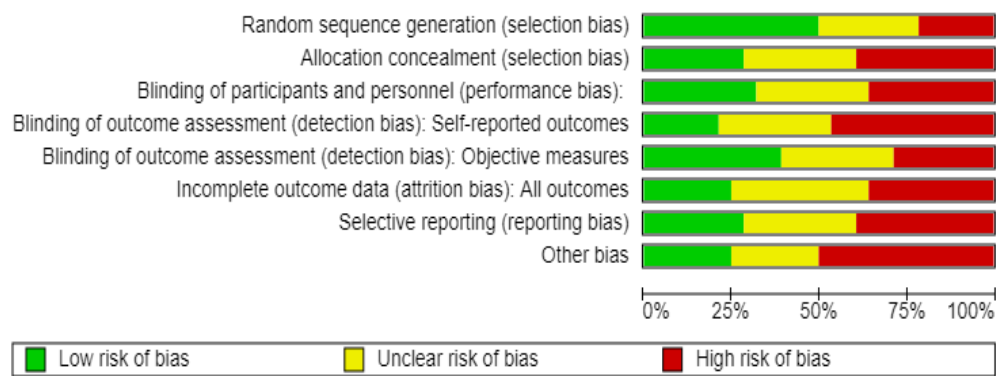 Random sequence generation (selection bias)
Allocation concealment (selection bias)
Blinding of participants and personnel (performance bias):
Blinding of outcome assessment (detection bias): Self-reported outcomes
Blinding of outcome assessment (detection bias): Objective measures
Incomplete outcome data (attrition bias): All outcomes
Selective reporting (reporting bias)
Other bias
0% 25% 50% 75% 100%
Low risk of bias Unclear risk of bias High risk of bias